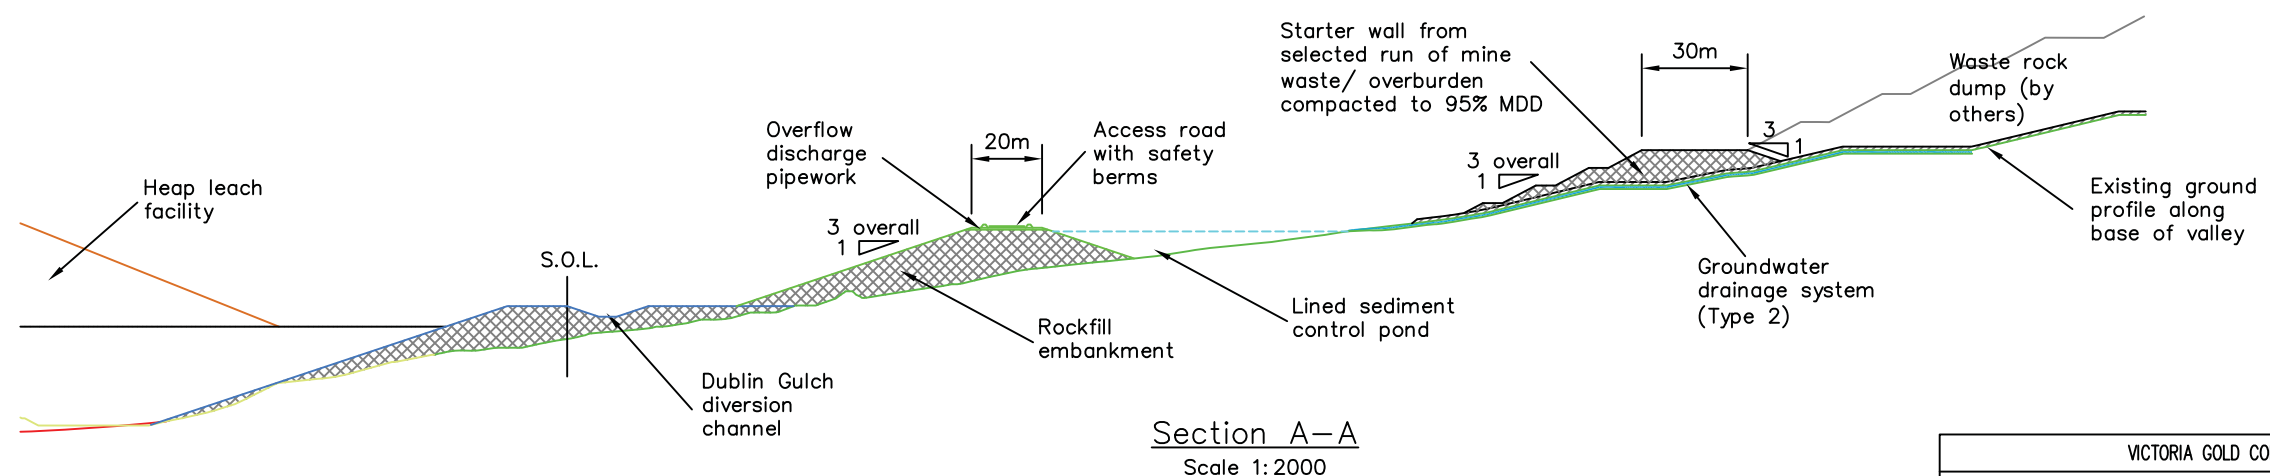 Heap leach
facility
S.O.L.
Overflow
discharge
pipework
20m
Access road
with safety
berms
3 overall
1
Rockfill
embankment
Dublin Gulch
diversion
channel
Lined sediment
control pond
Starter wall from
selected run of mine
waste/ overburden
compacted to 95% MDD
30m
3 overall
1
3
1
Waste rock
dump (by
others)
Existing ground
profile along
base of valley
Groundwater
drainage system
(Type 2)
Section A-A
Scale 1:2000
VICTORIA GOLD CO